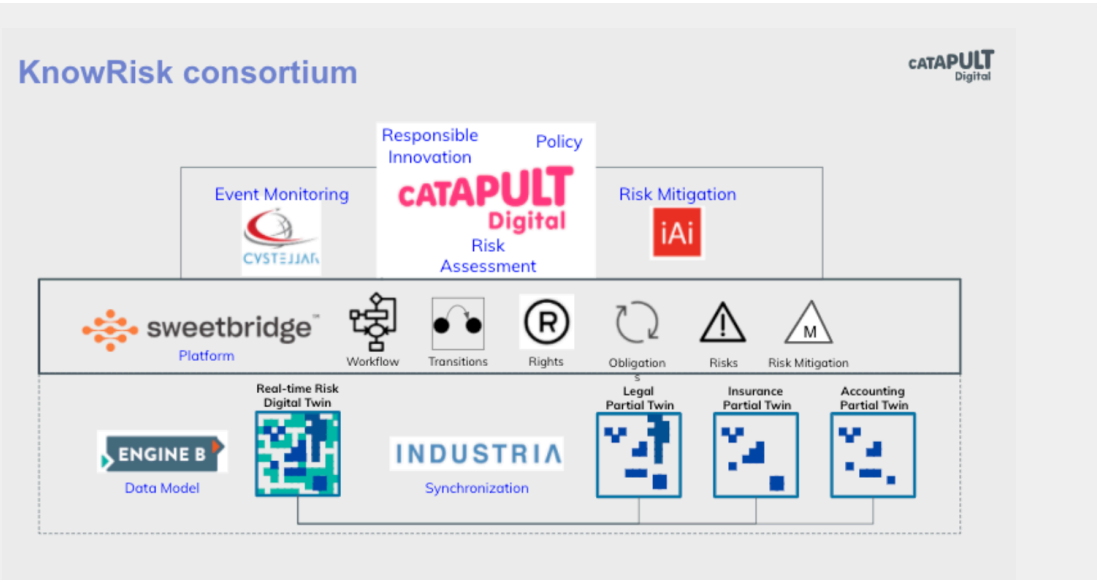 KnowRisk consortium
CATAPULT
Digital
Responsible
Innovation
Policy
Event Monitoring
CATAPULT
Digital
Risk Mitigation
CYSTELLAR
iAi
Risk
Assessment
sweetbridge™
Platform
R
M
Workflow
Transitions
Rights
Obligation
s
Risks
Risk Mitigation
Real-time Risk
Digital Twin
Legal
Partial Twin
Insurance
Partial Twin
Accounting
Partial Twin
ENGINE B
INDUSTRIA
Data Model
Synchronization